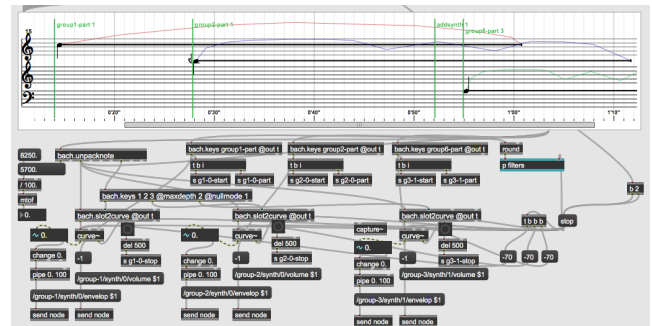 group1-part 1
group2-part 1
addsynth 1
group6-part 3
0'20"
0'30"
0'40"
0'50"
1'00"
1'10"
8250.
bach.unpacknote
bach.keys group1-part @out t
bach.keys group2-part @out t
bach.keys group6-part @out t
round
5700.
t b i
t b i
t b i
p filters
/ 100.
s g1-0-start
s g1-0-part
s g2-0-start
s g2-0-part
s g3-1-start
s g3-1-part
mtof
bach.keys 1 2 3 @maxdepth 2 @nullmode 1
b 2
0.
bach.slot2curve @out t
bach.slot2curve @out t
bach.slot2curve @out t
t b b b
stop
0.
curve~
0.
curve~
capture~
curve~
del 500
del 500
0.
del 500
change 0.
-1
s g1-0-stop
change 0.
-1
s g2-0-stop
change 0.
-1
s g3-1-stop
-70
-70
-70
pipe 0. 100
/group-1/synth/0/volume $1
pipe 0. 100
/group-2/synth/0/volume $1
pipe 0. 100
/group-3/synth/1/volume $1
/group-1/synth/0/envelop $1
/group-2/synth/0/envelop $1
/group-3/synth/1/envelop $1
send node
send node
send node
send node
send node
send node